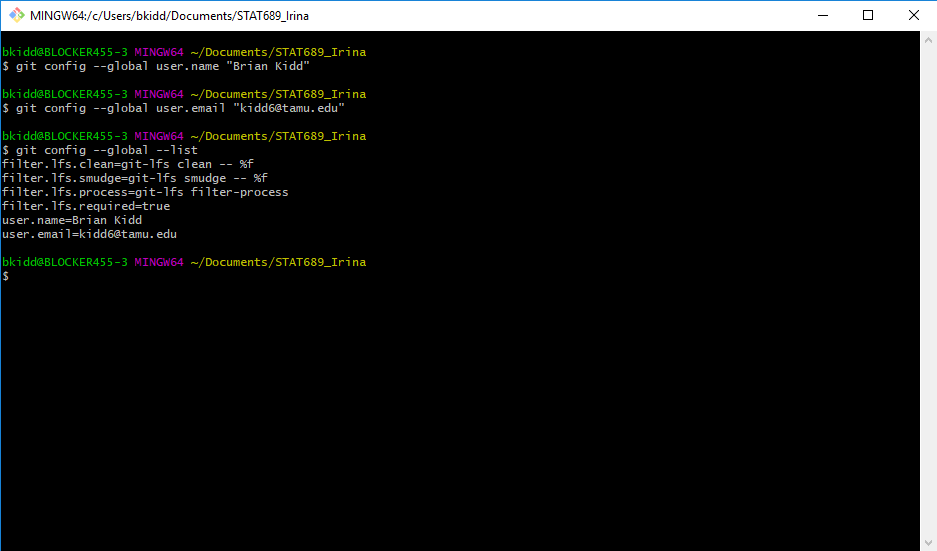 MINGW64:/c/Users/bkidd/Documents/STAT689_Irina
bkidd@BLOCKER455-3 MINGW64 ~/Documents/STAT689_Irina
$ git config --global user.name "Brian Kidd"
bkidd@BLOCKER455-3 MINGW64 ~/Documents/STAT689_Irina
$ git config --global user.email "kidd6@tamu.edu"
bkidd@BLOCKER455-3 MINGW64 ~/Documents/STAT689_Irina
$ git config --global --list
filter.lfs.clean=git-lfs clean -- %f
filter.lfs.smudge=git-lfs smudge -- %f
filter.lfs.process=git-lfs filter-process
filter.lfs.required=true
user.name=Brian Kidd
user.email=kidd6@tamu.edu
bkidd@BLOCKER455-3 MINGW64 ~/Documents/STAT689_Irina
$